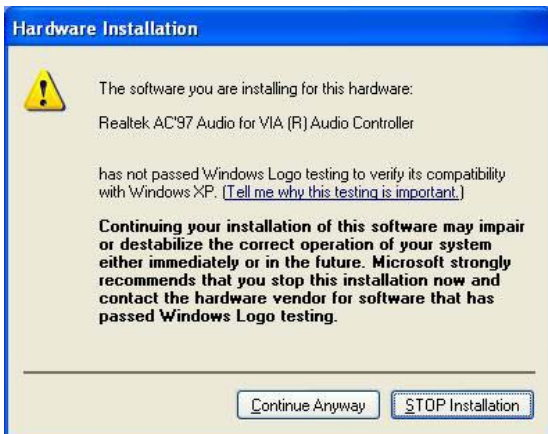 Hardware Installation
The software you are installing for this hardware:
Realtek AC'97 Audio for VIA (R) Audio Controller
has not passed Windows Logo testing to verify its compatibility
with Windows XP. (Tell me why this testing is important.)
Continuing your installation of this software may impair
or destabilize the correct operation of your system
either immediately or in the future. Microsoft strongly
recommends that you stop this installation now and
contact the hardware vendor for software that has
passed Windows Logo testing.
Continue Anyway STOP Installation